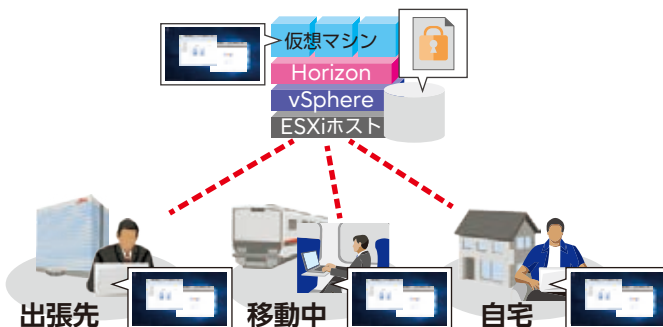 仮想マシン
Horizon
vSphere
ESXiホスト
出張先
移動中
自宅